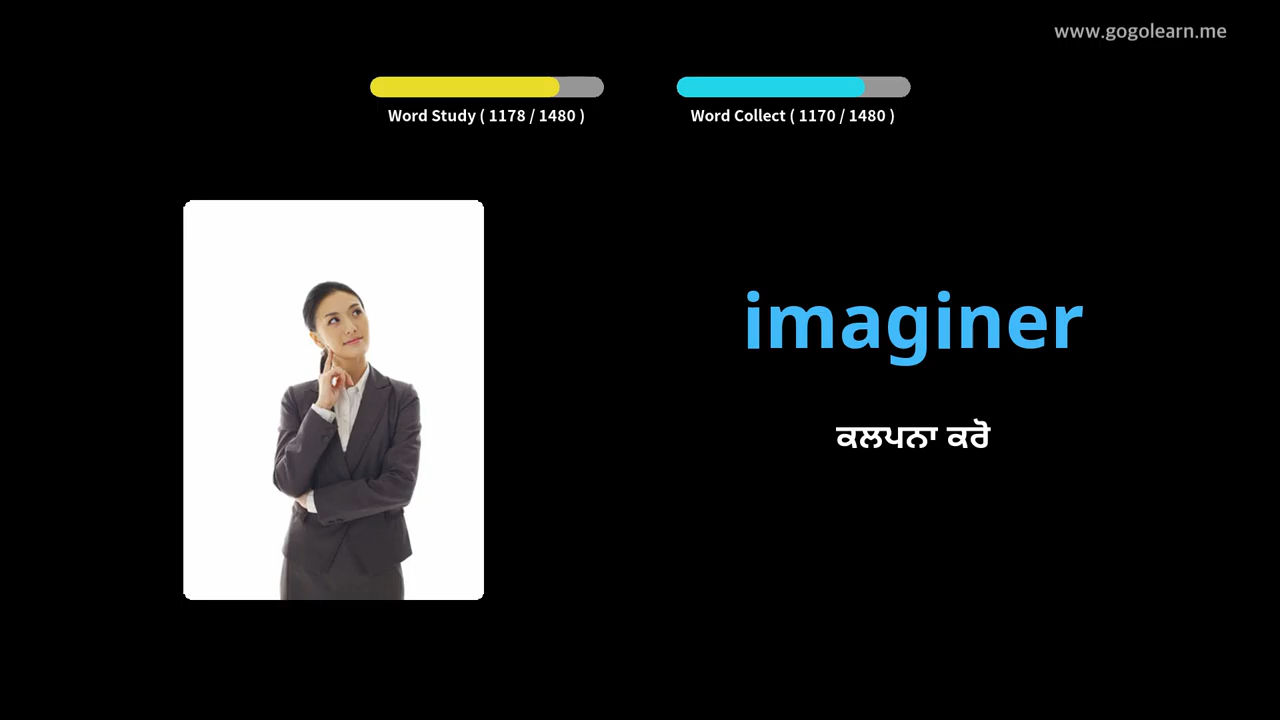 www.gogolearn.me
Word Study ( 1178 / 1480 )
Word Collect ( 1170 / 1480 )
imaginer
ਕਲਪਨਾ ਕਰੋ